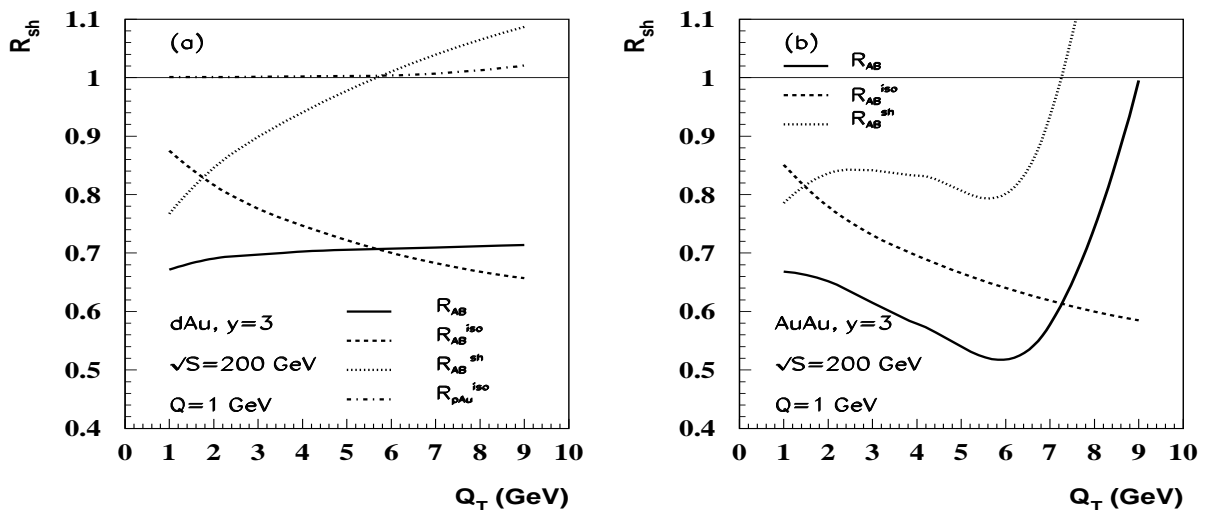 R_sh
1.1
1
0.9
0.8
0.7
0.6
0.5
0.4
(a)
dAu, y=3
√S=200 GeV
Q=1 GeV
R_AB
R_AB^iso
R_AB^sh
R_pAu^iso
0 1 2 3 4 5 6 7 8 9 10
Q_T (GeV)
R_sh
1.1
1
0.9
0.8
0.7
0.6
0.5
0.4
(b)
R_AB
R_AB^iso
R_AB^sh
AuAu, y=3
√S=200 GeV
Q=1 GeV
0 1 2 3 4 5 6 7 8 9 10
Q_T (GeV)